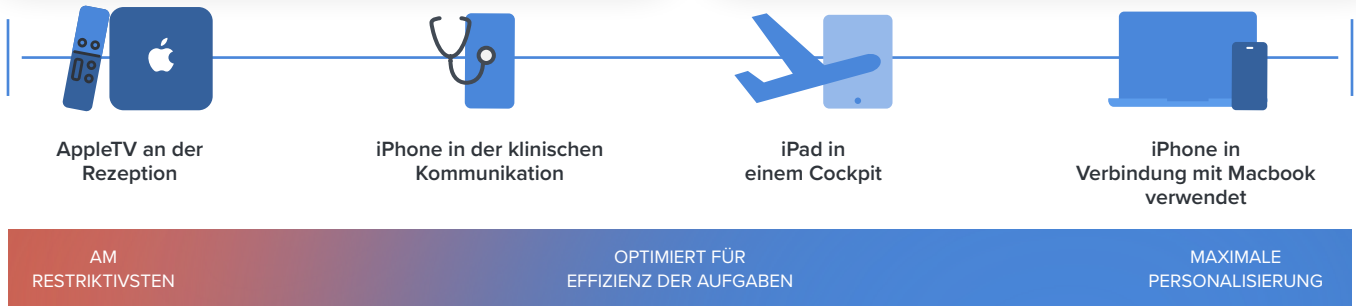 AppleTV an der
Rezeption
iPhone in der klinischen
Kommunikation
iPad in
einem Cockpit
iPhone in
Verbindung mit Macbook
verwendet
AM
RESTRIKTIVSTEN
OPTIMIERT FÜR
EFFIZIENZ DER AUFGABEN
MAXIMALE
PERSONALISIERUNG